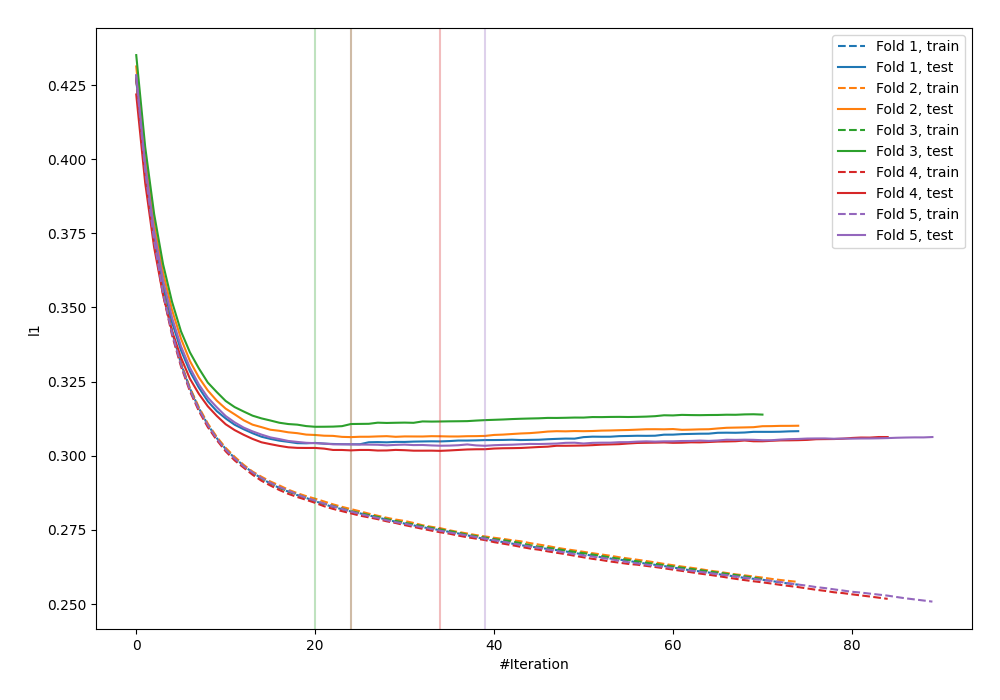 Fold 1, train
Fold 1, test
Fold 2, train
Fold 2, test
Fold 3, train
Fold 3, test
Fold 4, train
Fold 4, test
Fold 5, train
Fold 5, test
0.425
0.400
0.375
0.350
0.325
0.300
0.275
0.250
l1
0 20 40 60 80
#Iteration